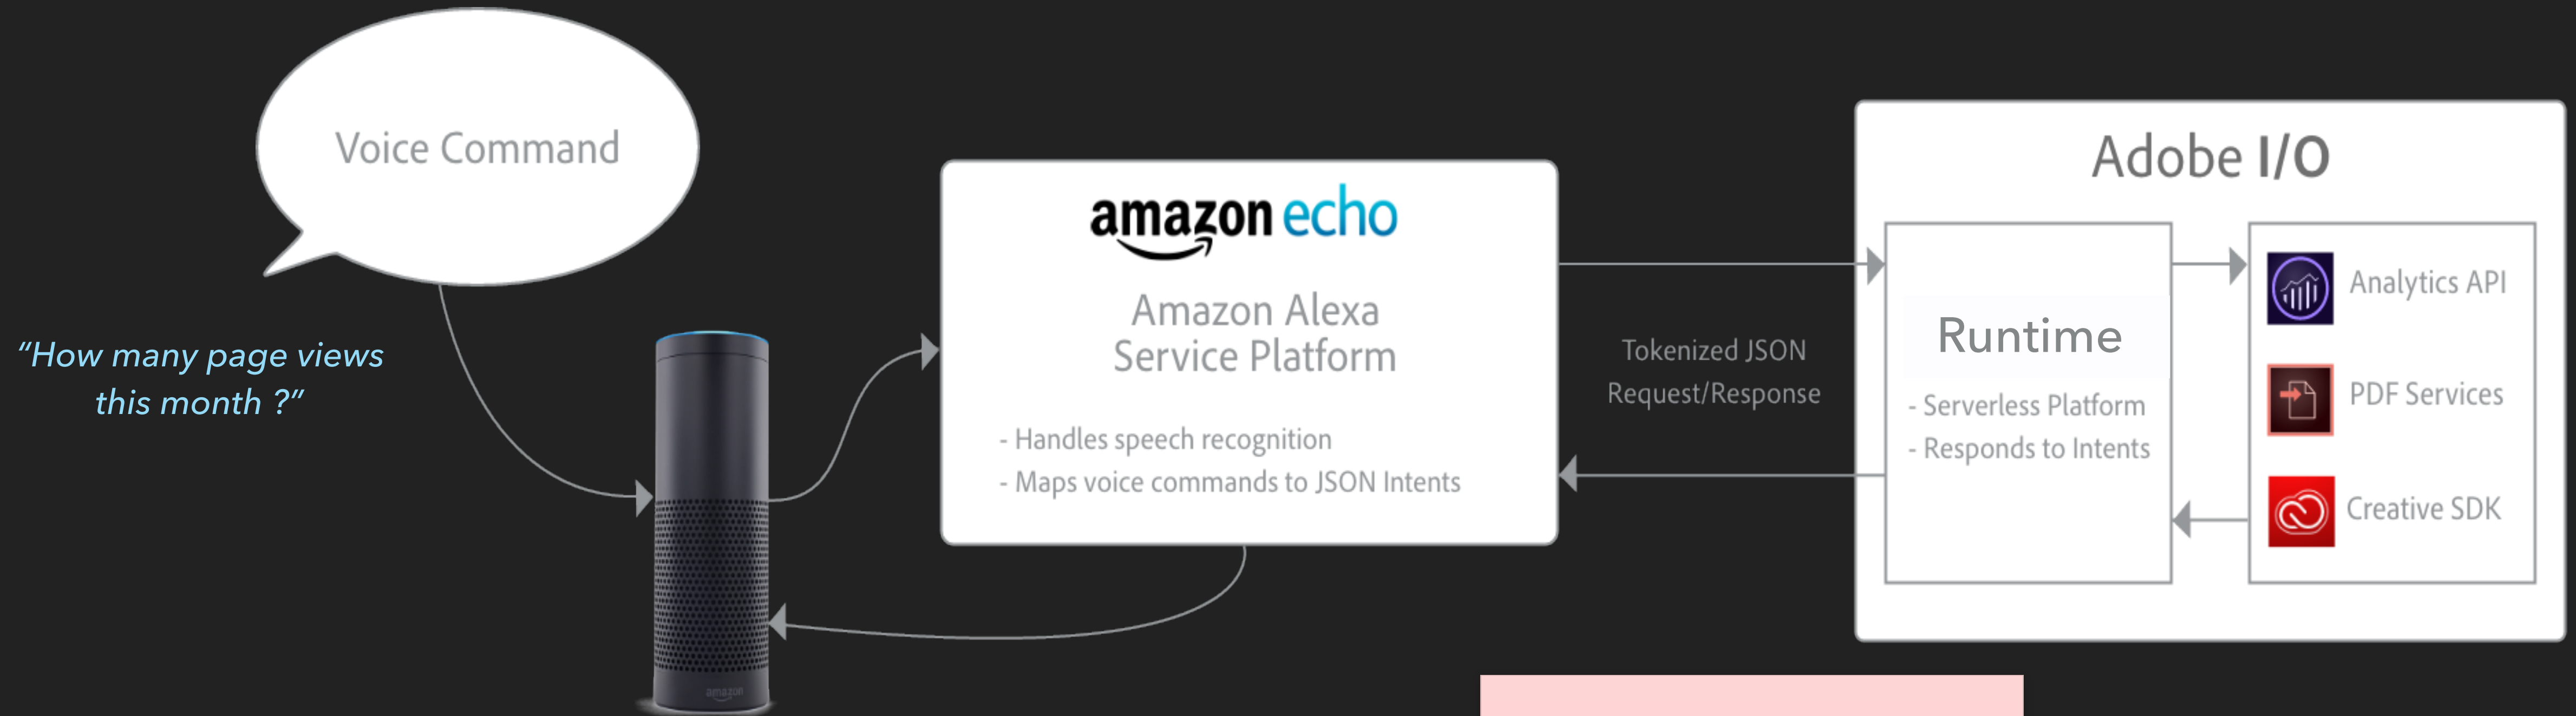 Voice Command
“How many page views
this month ?”
amazon
amazon echo
Amazon Alexa
Service Platform
- Handles speech recognition
- Maps voice commands to JSON Intents
Tokenized JSON
Request/Response
Adobe I/O
Runtime
- Serverless Platform
- Responds to Intents
Analytics API
PDF Services
Creative SDK